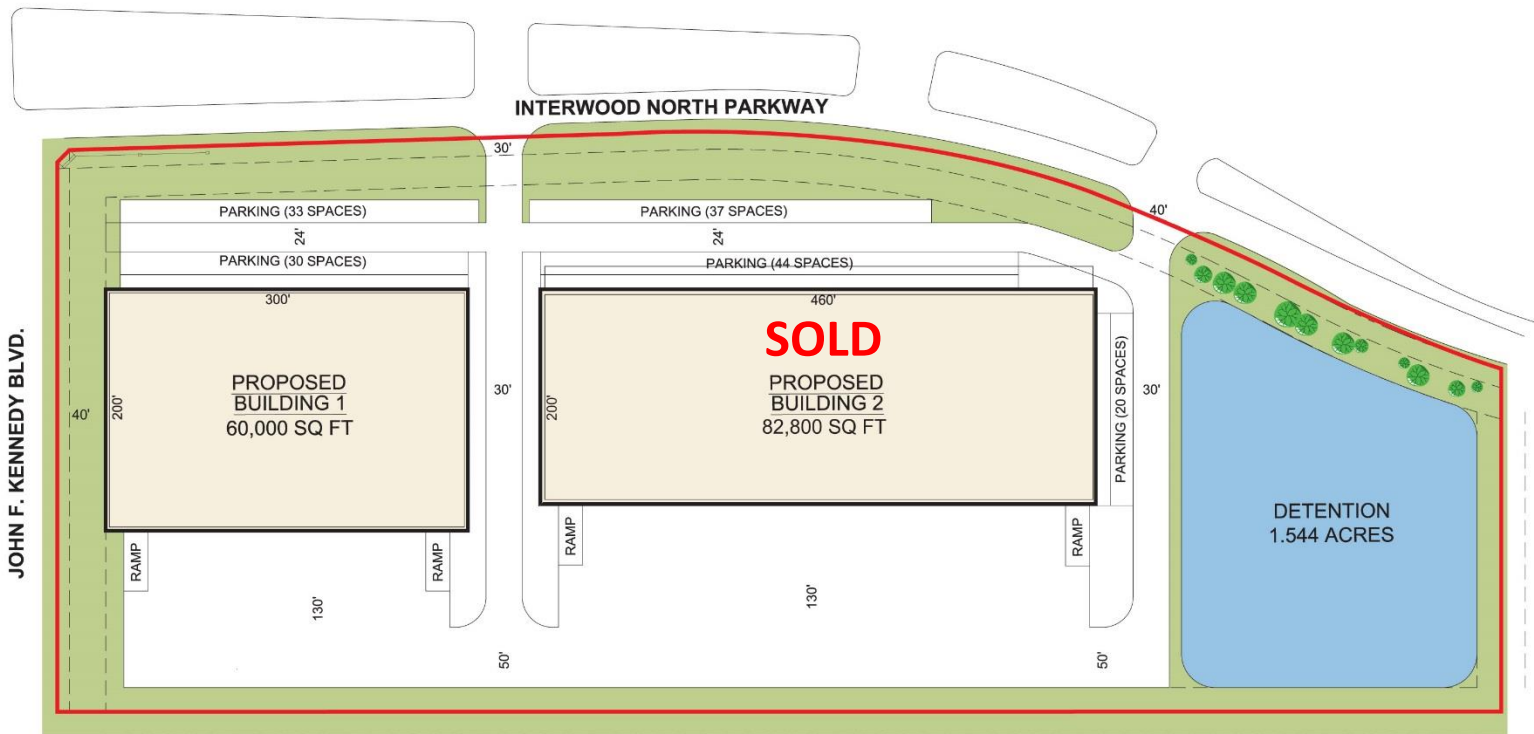 INTERWOOD NORTH PARKWAY
30'
40'
PARKING (33 SPACES)
PARKING (37 SPACES)
24'
24'
PARKING (30 SPACES)
PARKING (44 SPACES)
300'
460'
SOLD
JOHN F. KENNEDY BLVD.
40'
200'
PROPOSED
BUILDING 1
60,000 SQ FT
30'
200'
PROPOSED
BUILDING 2
82,800 SQ FT
PARKING (20 SPACES)
30'
DETENTION
1.544 ACRES
RAMP
RAMP
RAMP
RAMP
130'
130'
50'
50'